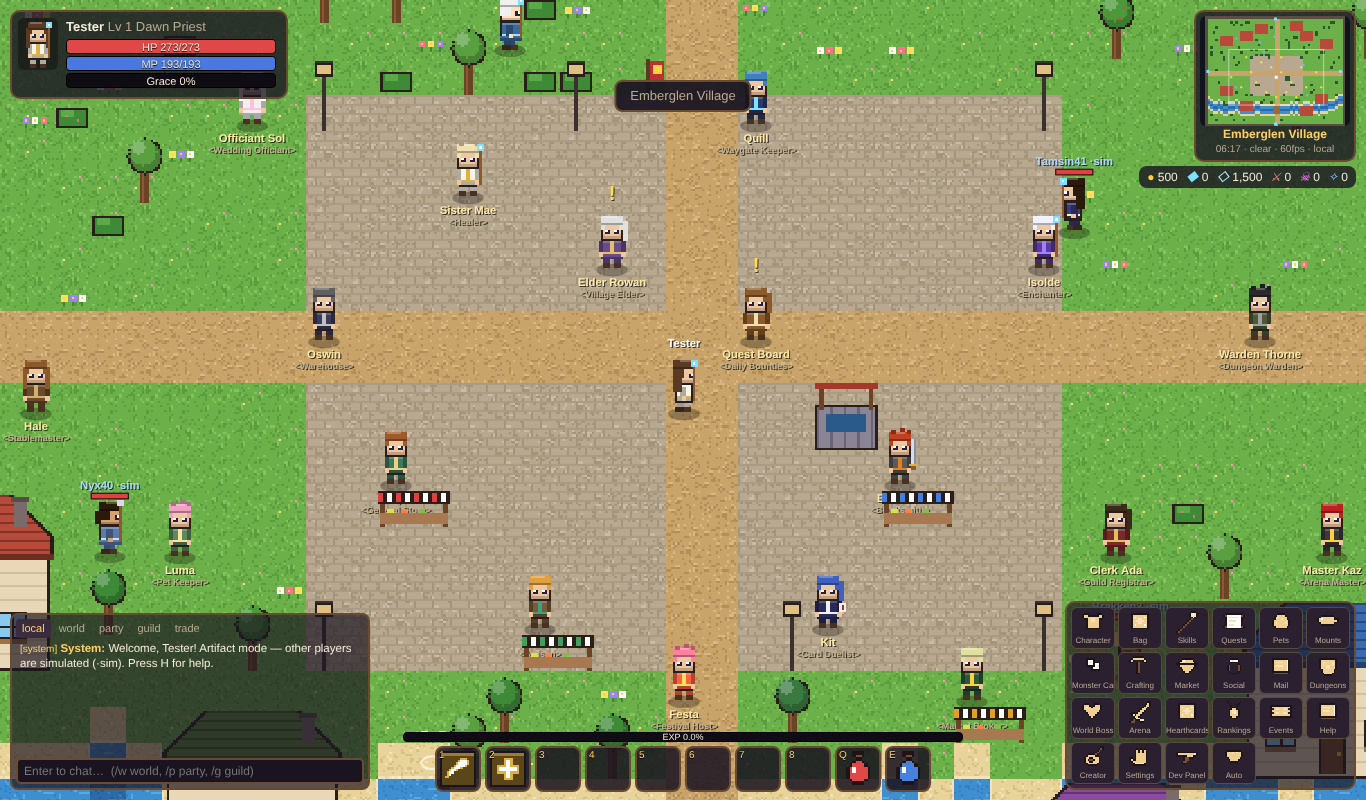 Tester Lv 1 Dawn Priest
HP 273/273
MP 193/193
Grace 0%
Emberglen Village
Emberglen Village
06:17 · clear · 60fps · local
500 0 1,500 0 0 0
Officiant Sol
<Wedding Officiant>
Quill
<Waygate Keeper>
Tamsin41 ·sim
Sister Mae
<Healer>
!
Elder Rowan
<Village Elder>
!
Isolde
<Enchanter>
Oswin
<Warehouse>
Tester
Quest Board
<Daily Bounties>
Warden Thorne
<Dungeon Warden>
Hale
<Stablemaster>
Nyx40 ·sim
Luma
<Pet Keeper>
Clerk Ada
<Guild Registrar>
Master Kaz
<Arena Master>
Kit
<Card Duelist>
Festa
<Festival Host>
local world party guild trade
[system] System: Welcome, Tester! Artifact mode — other players
are simulated (·sim). Press H for help.
Enter to chat… (/w world, /p party, /g guild)
EXP 0.0%
1 2 3 4 5 6 7 8 Q E
Character Bag Skills Quests Pets Mounts
Monster Ca Crafting Market Social Mail Dungeons
World Boss Arena Hearthcards Rankings Events Help
Creator Settings Dev Panel Auto